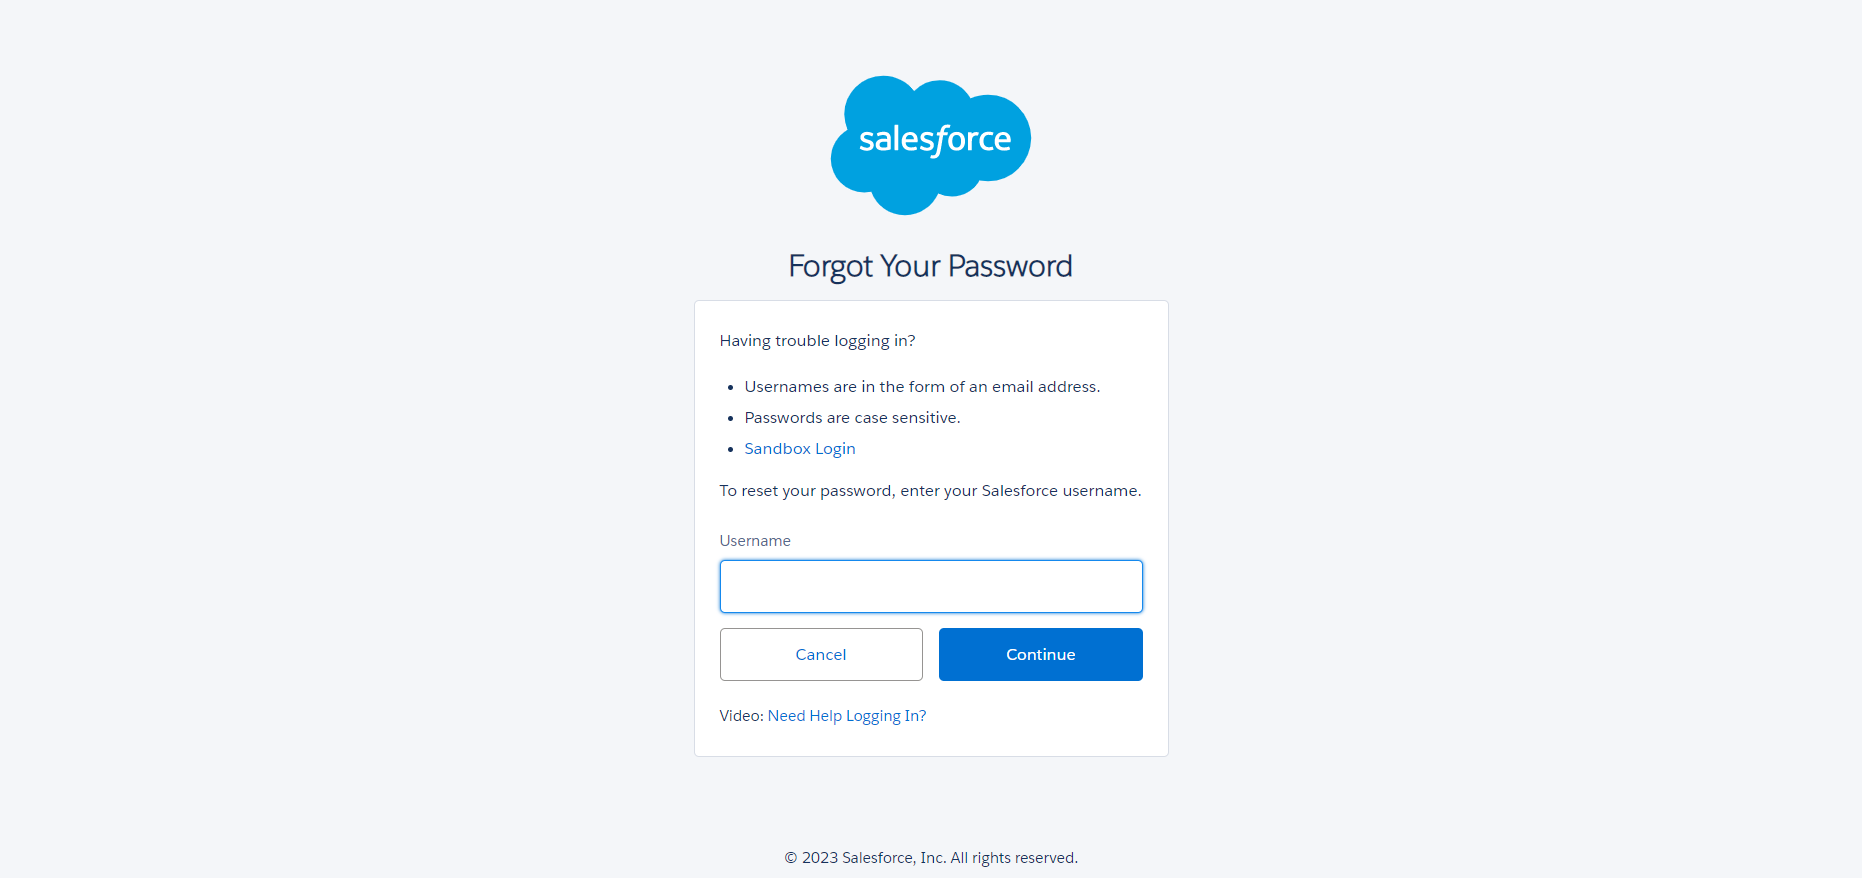 salesforce
Forgot Your Password
Having trouble logging in?
• Usernames are in the form of an email address.
• Passwords are case sensitive.
• Sandbox Login
To reset your password, enter your Salesforce username.
Username
Cancel Continue
Video: Need Help Logging In?
© 2023 Salesforce, Inc. All rights reserved.